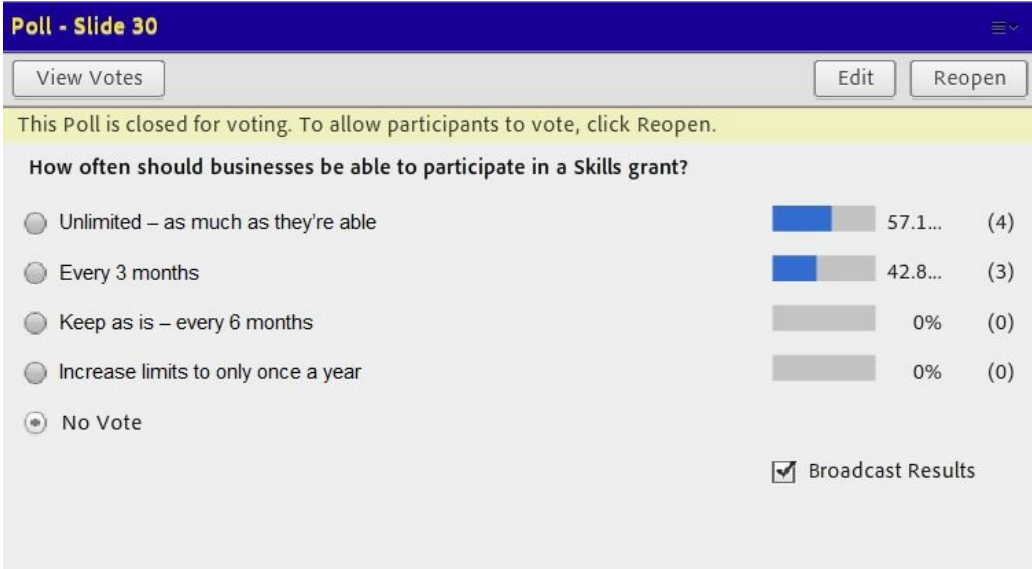 Poll - Slide 30
View Votes Edit Reopen
This Poll is closed for voting. To allow participants to vote, click Reopen.
How often should businesses be able to participate in a Skills grant?
Unlimited – as much as they're able 57.1... (4)
Every 3 months 42.8... (3)
Keep as is – every 6 months 0% (0)
Increase limits to only once a year 0% (0)
No Vote
Broadcast Results